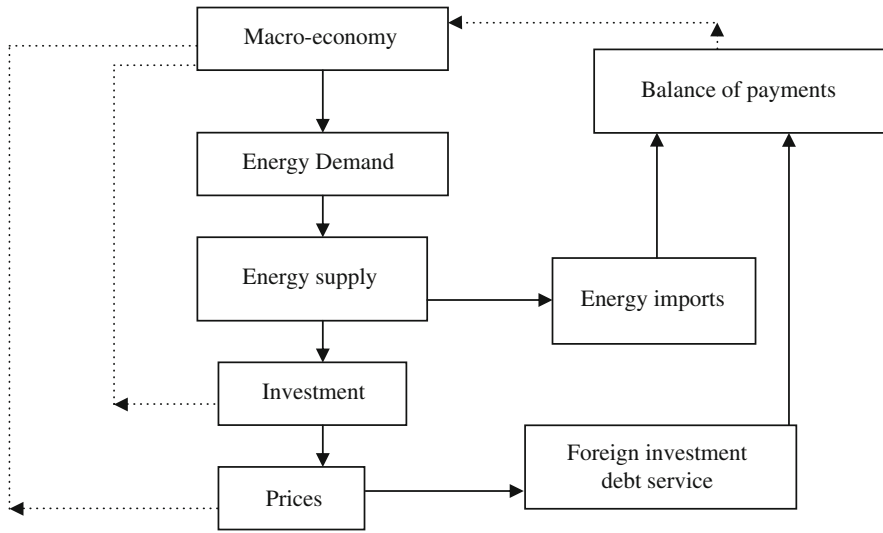 Macro-economy
Balance of payments
Energy Demand
Energy supply
Energy imports
Investment
Foreign investment
debt service
Prices